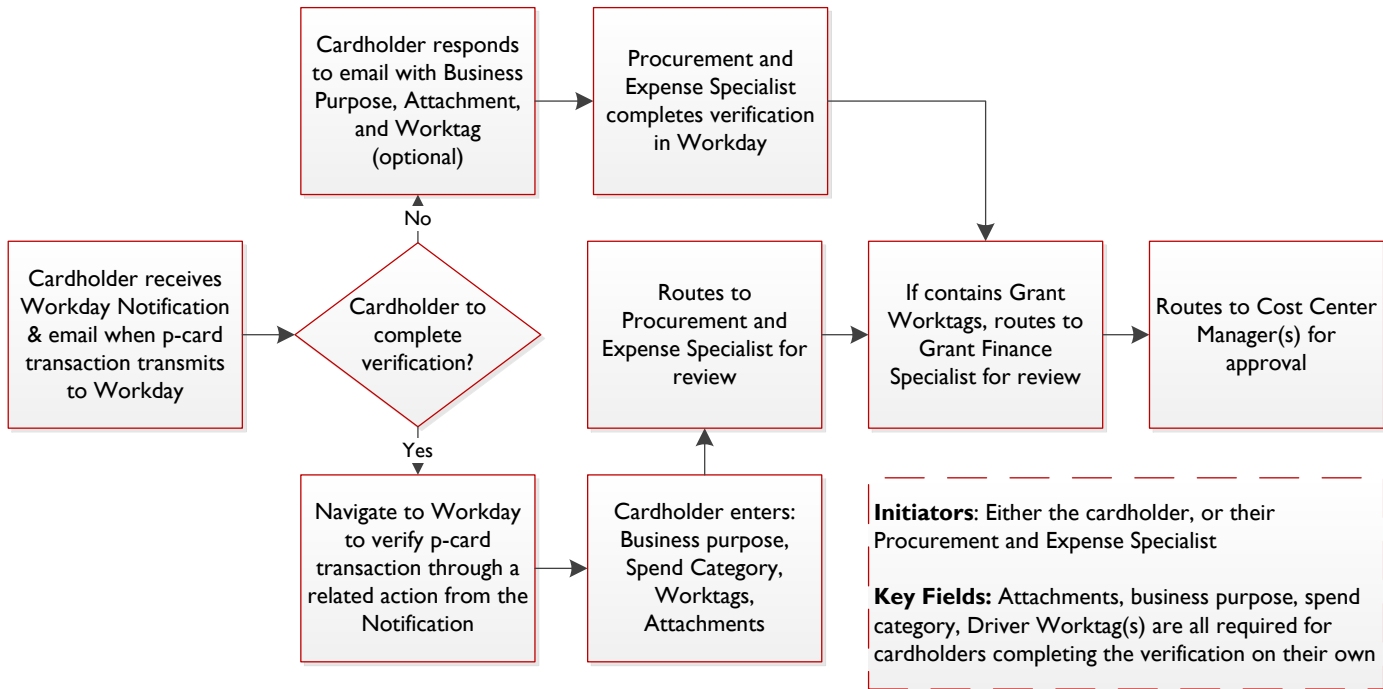 Cardholder receives
Workday Notification
& email when p-card
transaction transmits
to Workday
Cardholder to
complete
verification?
No
Cardholder responds
to email with Business
Purpose, Attachment,
and Worktag
(optional)
Procurement and
Expense Specialist
completes verification
in Workday
Yes
Navigate to Workday
to verify p-card
transaction through a
related action from the
Notification
Cardholder enters:
Business purpose,
Spend Category,
Worktags,
Attachments
Routes to
Procurement and
Expense Specialist for
review
If contains Grant
Worktags, routes to
Grant Finance
Specialist for review
Routes to Cost Center
Manager(s) for
approval
Initiators: Either the cardholder, or their
Procurement and Expense Specialist
Key Fields: Attachments, business purpose, spend
category, Driver Worktag(s) are all required for
cardholders completing the verification on their own